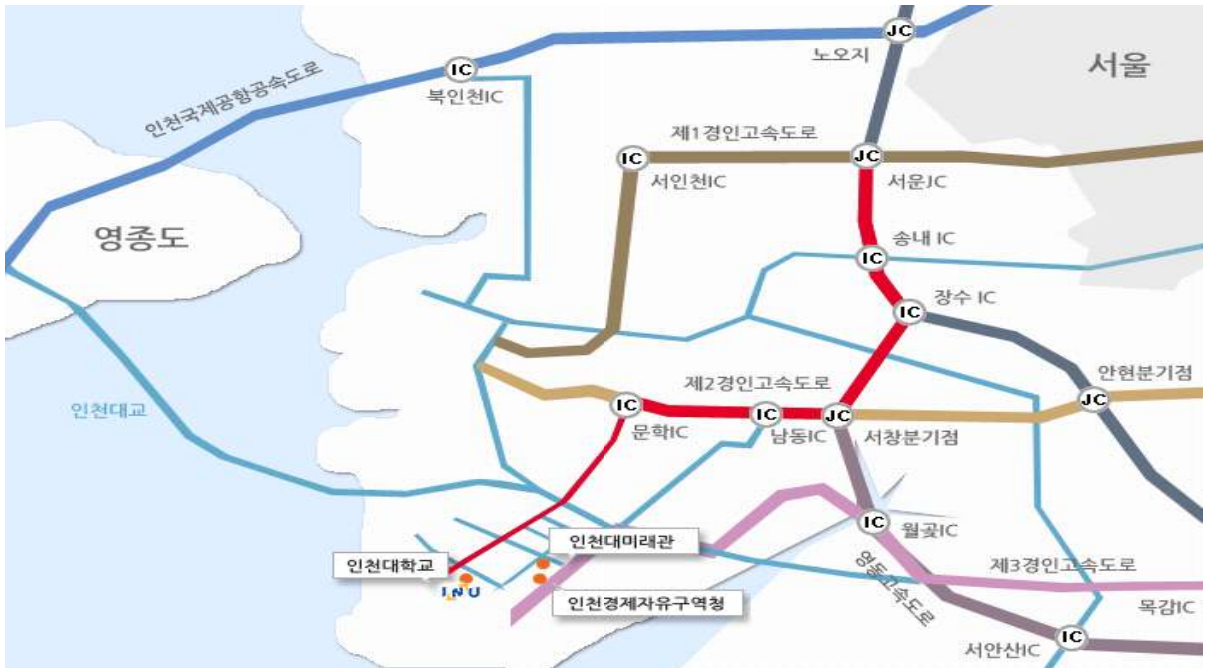 JC
노오지
서울
IC
북인천IC
인천국제공항공속도로
제1경인고속도로
IC
JC
서인천IC
서운JC
영종도
송내 IC
IC
장수 IC
IC
안현분기점
제2경인고속도로
JC
인천대교
IC
IC
JC
문학IC
남동IC
서창분기점
IC
월곶IC
인천대미래관
인천대학교
제3경인고속도로
INU
인천경제자유구역청
영동고속도로
목감IC
IC
서안산IC